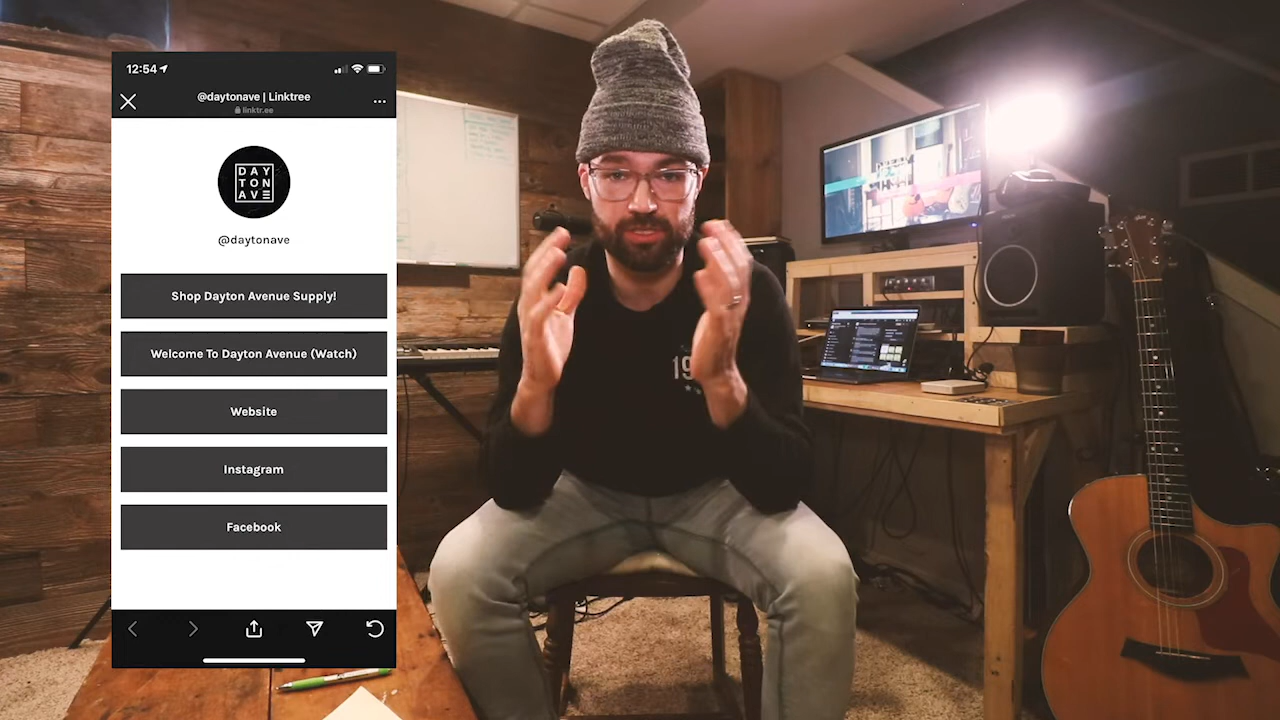 12:54
@daytonave | Linktree
linktr.ee
DAY
TON
AVE
@daytonave
Shop Dayton Avenue Supply!
Welcome To Dayton Avenue (Watch)
Website
Instagram
Facebook
19